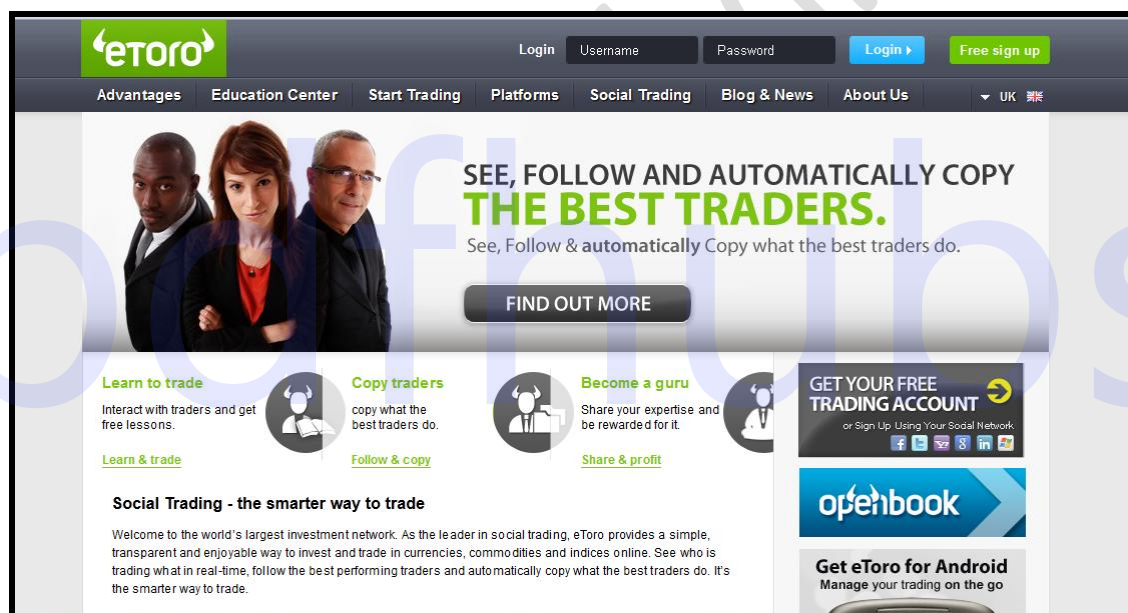 eToro
Login Username Password Login Free sign up
Advantages Education Center Start Trading Platforms Social Trading Blog & News About Us UK
SEE, FOLLOW AND AUTOMATICALLY COPY
THE BEST TRADERS.
See, Follow & automatically Copy what the best traders do.
FIND OUT MORE
Learn to trade
Interact with traders and get
free lessons.
Learn & trade
Copy traders
copy what the
best traders do.
Follow & copy
Become a guru
Share your expertise and
be rewarded for it.
Share & profit
GET YOUR FREE
TRADING ACCOUNT
or Sign Up Using Your Social Network
openbook
Get eToro for Android
Manage your trading on the go
Social Trading - the smarter way to trade
Welcome to the world's largest investment network. As the leader in social trading, eToro provides a simple,
transparent and enjoyable way to invest and trade in currencies, commodities and indices online. See who is
trading what in real-time, follow the best performing traders and automatically copy what the best traders do. It's
the smarter way to trade.
pdfhubs